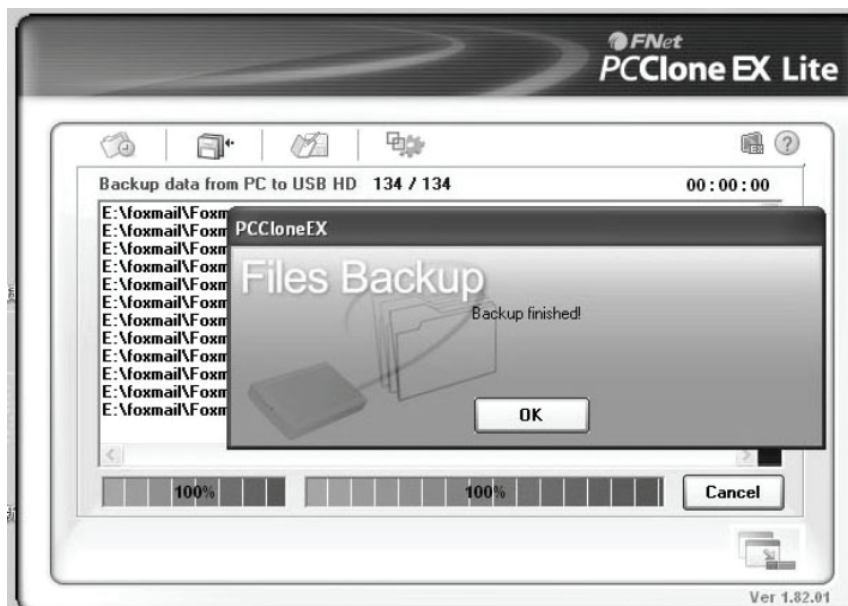 FNet
PCClone EX Lite
Backup data from PC to USB HD 134 / 134 00:00:00
E:\foxmail\Foxm
E:\foxmail\Foxm
E:\foxmail\Foxm
E:\foxmail\Foxm
E:\foxmail\Foxm
E:\foxmail\Foxm
E:\foxmail\Foxm
E:\foxmail\Foxm
E:\foxmail\Foxm
E:\foxmail\Foxm
E:\foxmail\Foxm
E:\foxmail\Foxm
PCCloneEX
Files Backup
Backup finished!
OK
100% 100% Cancel
Ver 1.82.01